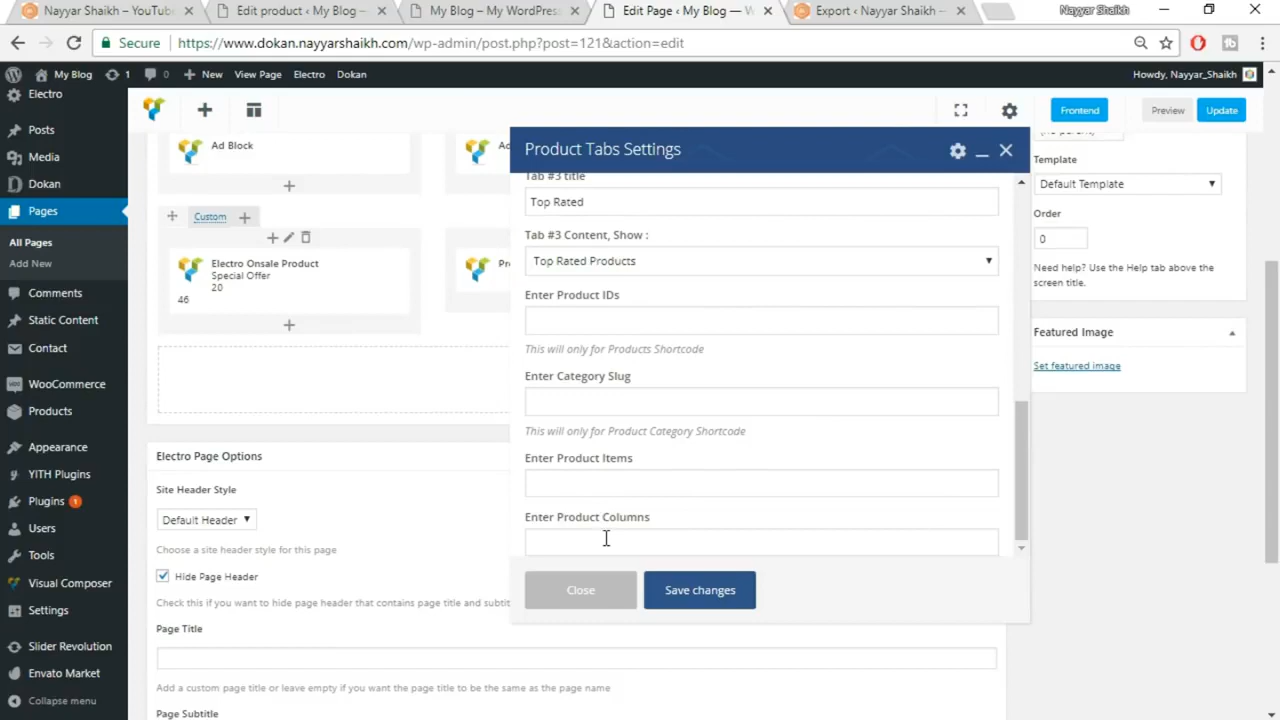 Nayyar Shaikh – YouTub
Edit product ‹ My Blog –
My Blog – My WordPress
Edit Page ‹ My Blog — W
Export ‹ Nayyar Shaikh –
Nayyar Shaikh
Secure
https://www.dokan.nayyarshaikh.com/wp-admin/post.php?post=121&action=edit
My Blog 1 0 New View Page Electro Dokan
Howdy, Nayyar_Shaikh
Electro
Posts
Media
Dokan
Pages
All Pages
Add New
Comments
Static Content
Contact
WooCommerce
Products
Appearance
YITH Plugins
Plugins 1
Users
Tools
Visual Composer
Settings
Slider Revolution
Envato Market
Collapse menu
Frontend
Preview
Update
Ad Block
Custom
Electro Onsale Product
Special Offer
20
46
Product Tabs Settings
Tab #3 title
Top Rated
Tab #3 Content, Show :
Top Rated Products
Enter Product IDs
This will only for Products Shortcode
Enter Category Slug
This will only for Product Category Shortcode
Enter Product Items
Enter Product Columns
Close
Save changes
Template
Default Template
Order
0
Need help? Use the Help tab above the
screen title.
Featured Image
Set featured image
Electro Page Options
Site Header Style
Default Header
Choose a site header style for this page
Hide Page Header
Check this if you want to hide page header that contains page title and subtit
Page Title
Add a custom page title or leave empty if you want the page title to be the same as the page name
Page Subtitle